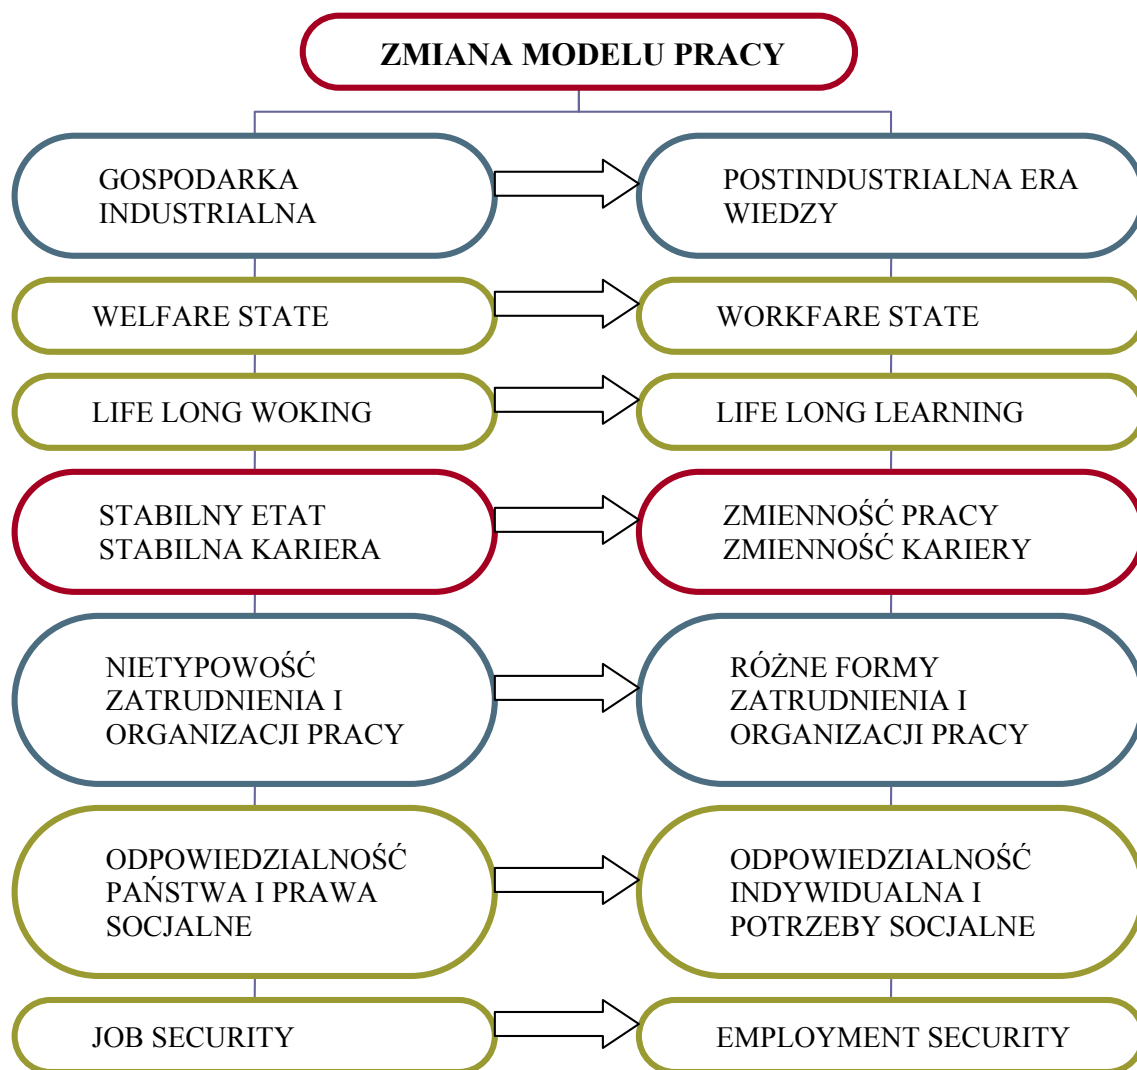 ZMIANA MODELU PRACY
GOSPODARKA
INDUSTRIALNA
POSTINDUSTRIALNA ERA
WIEDZY
WELFARE STATE
WORKFARE STATE
LIFE LONG WOKING
LIFE LONG LEARNING
STABILNY ETAT
STABILNA KARIERA
ZMIENNOŚĆ PRACY
ZMIENNOŚĆ KARIERY
NIETYPOWOŚĆ
ZATRUDNIENIA I
ORGANIZACJI PRACY
RÓŻNE FORMY
ZATRUDNIENIA I
ORGANIZACJI PRACY
ODPOWIEDZIALNOŚĆ
PAŃSTWA I PRAWA
SOCJALNE
ODPOWIEDZIALNOŚĆ
INDYWIDUALNA I
POTRZEBY SOCJALNE
JOB SECURITY
EMPLOYMENT SECURITY